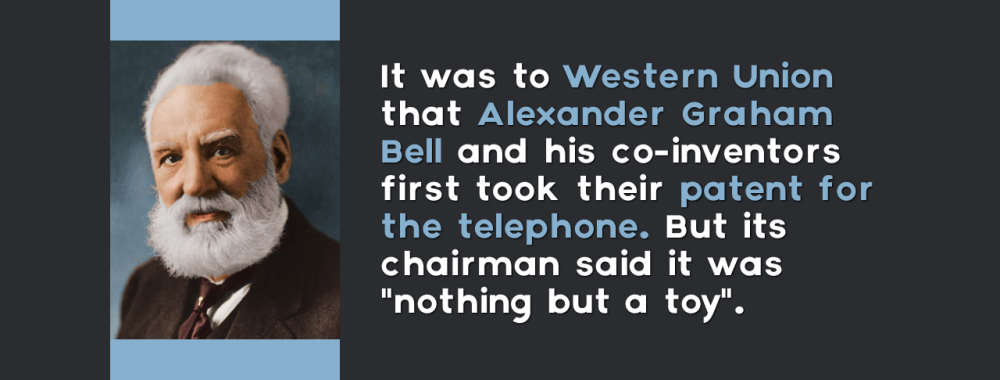 It was to Western Union
that Alexander Graham
Bell and his co-inventors
first took their patent for
the telephone. But its
chairman said it was
"nothing but a toy".